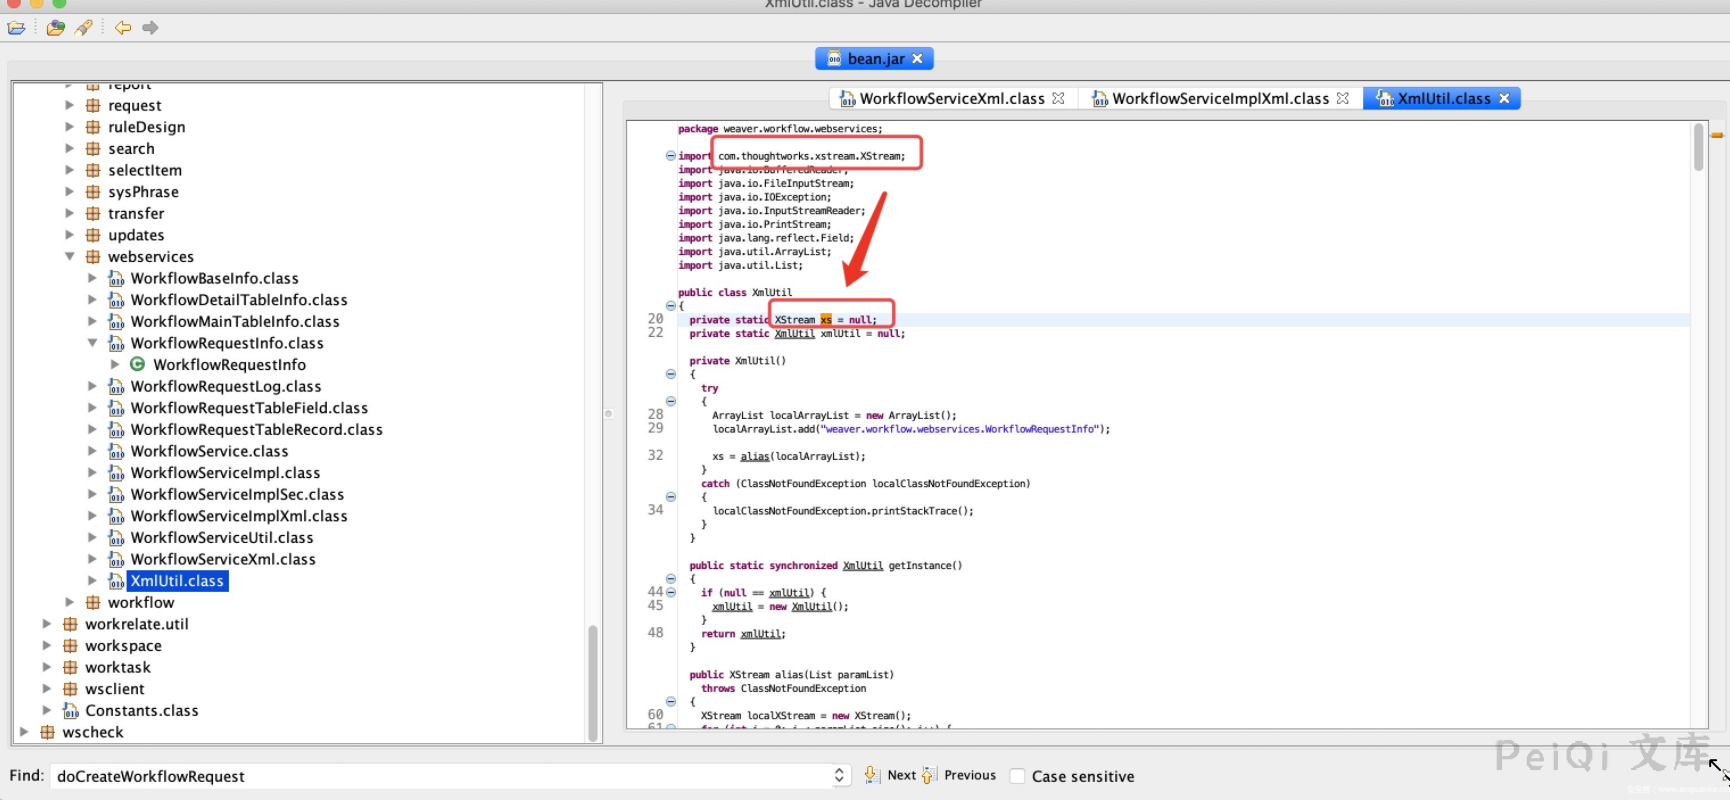 XmlUtil.class - Java Decompiler
bean.jar
report
request
ruleDesign
search
selectItem
sysPhrase
transfer
updates
webservices
WorkflowBaseInfo.class
WorkflowDetailTableInfo.class
WorkflowMainTableInfo.class
WorkflowRequestInfo.class
WorkflowRequestInfo
WorkflowRequestLog.class
WorkflowRequestTableField.class
WorkflowRequestTableRecord.class
WorkflowService.class
WorkflowServiceImpl.class
WorkflowServiceImplSec.class
WorkflowServiceImplXml.class
WorkflowServiceUtil.class
WorkflowServiceXml.class
XmlUtil.class
workflow
workrelate.util
workspace
worktask
wsclient
Constants.class
wscheck
WorkflowServiceXml.class
WorkflowServiceImplXml.class
XmlUtil.class
package weaver.workflow.webservices;
import com.thoughtworks.xstream.XStream;
import java.io.BufferedReader;
import java.io.FileInputStream;
import java.io.IOException;
import java.io.InputStreamReader;
import java.io.PrintStream;
import java.lang.reflect.Field;
import java.util.ArrayList;
import java.util.List;
public class XmlUtil
{
20 private static XStream xs = null;
22 private static XmlUtil xmlUtil = null;
private XmlUtil()
{
try
{
28 ArrayList localArrayList = new ArrayList();
29 localArrayList.add("weaver.workflow.webservices.WorkflowRequestInfo");
32 xs = alias(localArrayList);
}
catch (ClassNotFoundException localClassNotFoundException)
{
34 localClassNotFoundException.printStackTrace();
}
}
public static synchronized XmlUtil getInstance()
{
44 if (null == xmlUtil) {
45 xmlUtil = new XmlUtil();
}
48 return xmlUtil;
}
public XStream alias(List paramList)
throws ClassNotFoundException
{
60 XStream localXStream = new XStream();
61 for (int i = 0; i < paramList.size(); i++) {
Find: doCreateWorkflowRequest Next Previous Case sensitive
PeiQi 文库